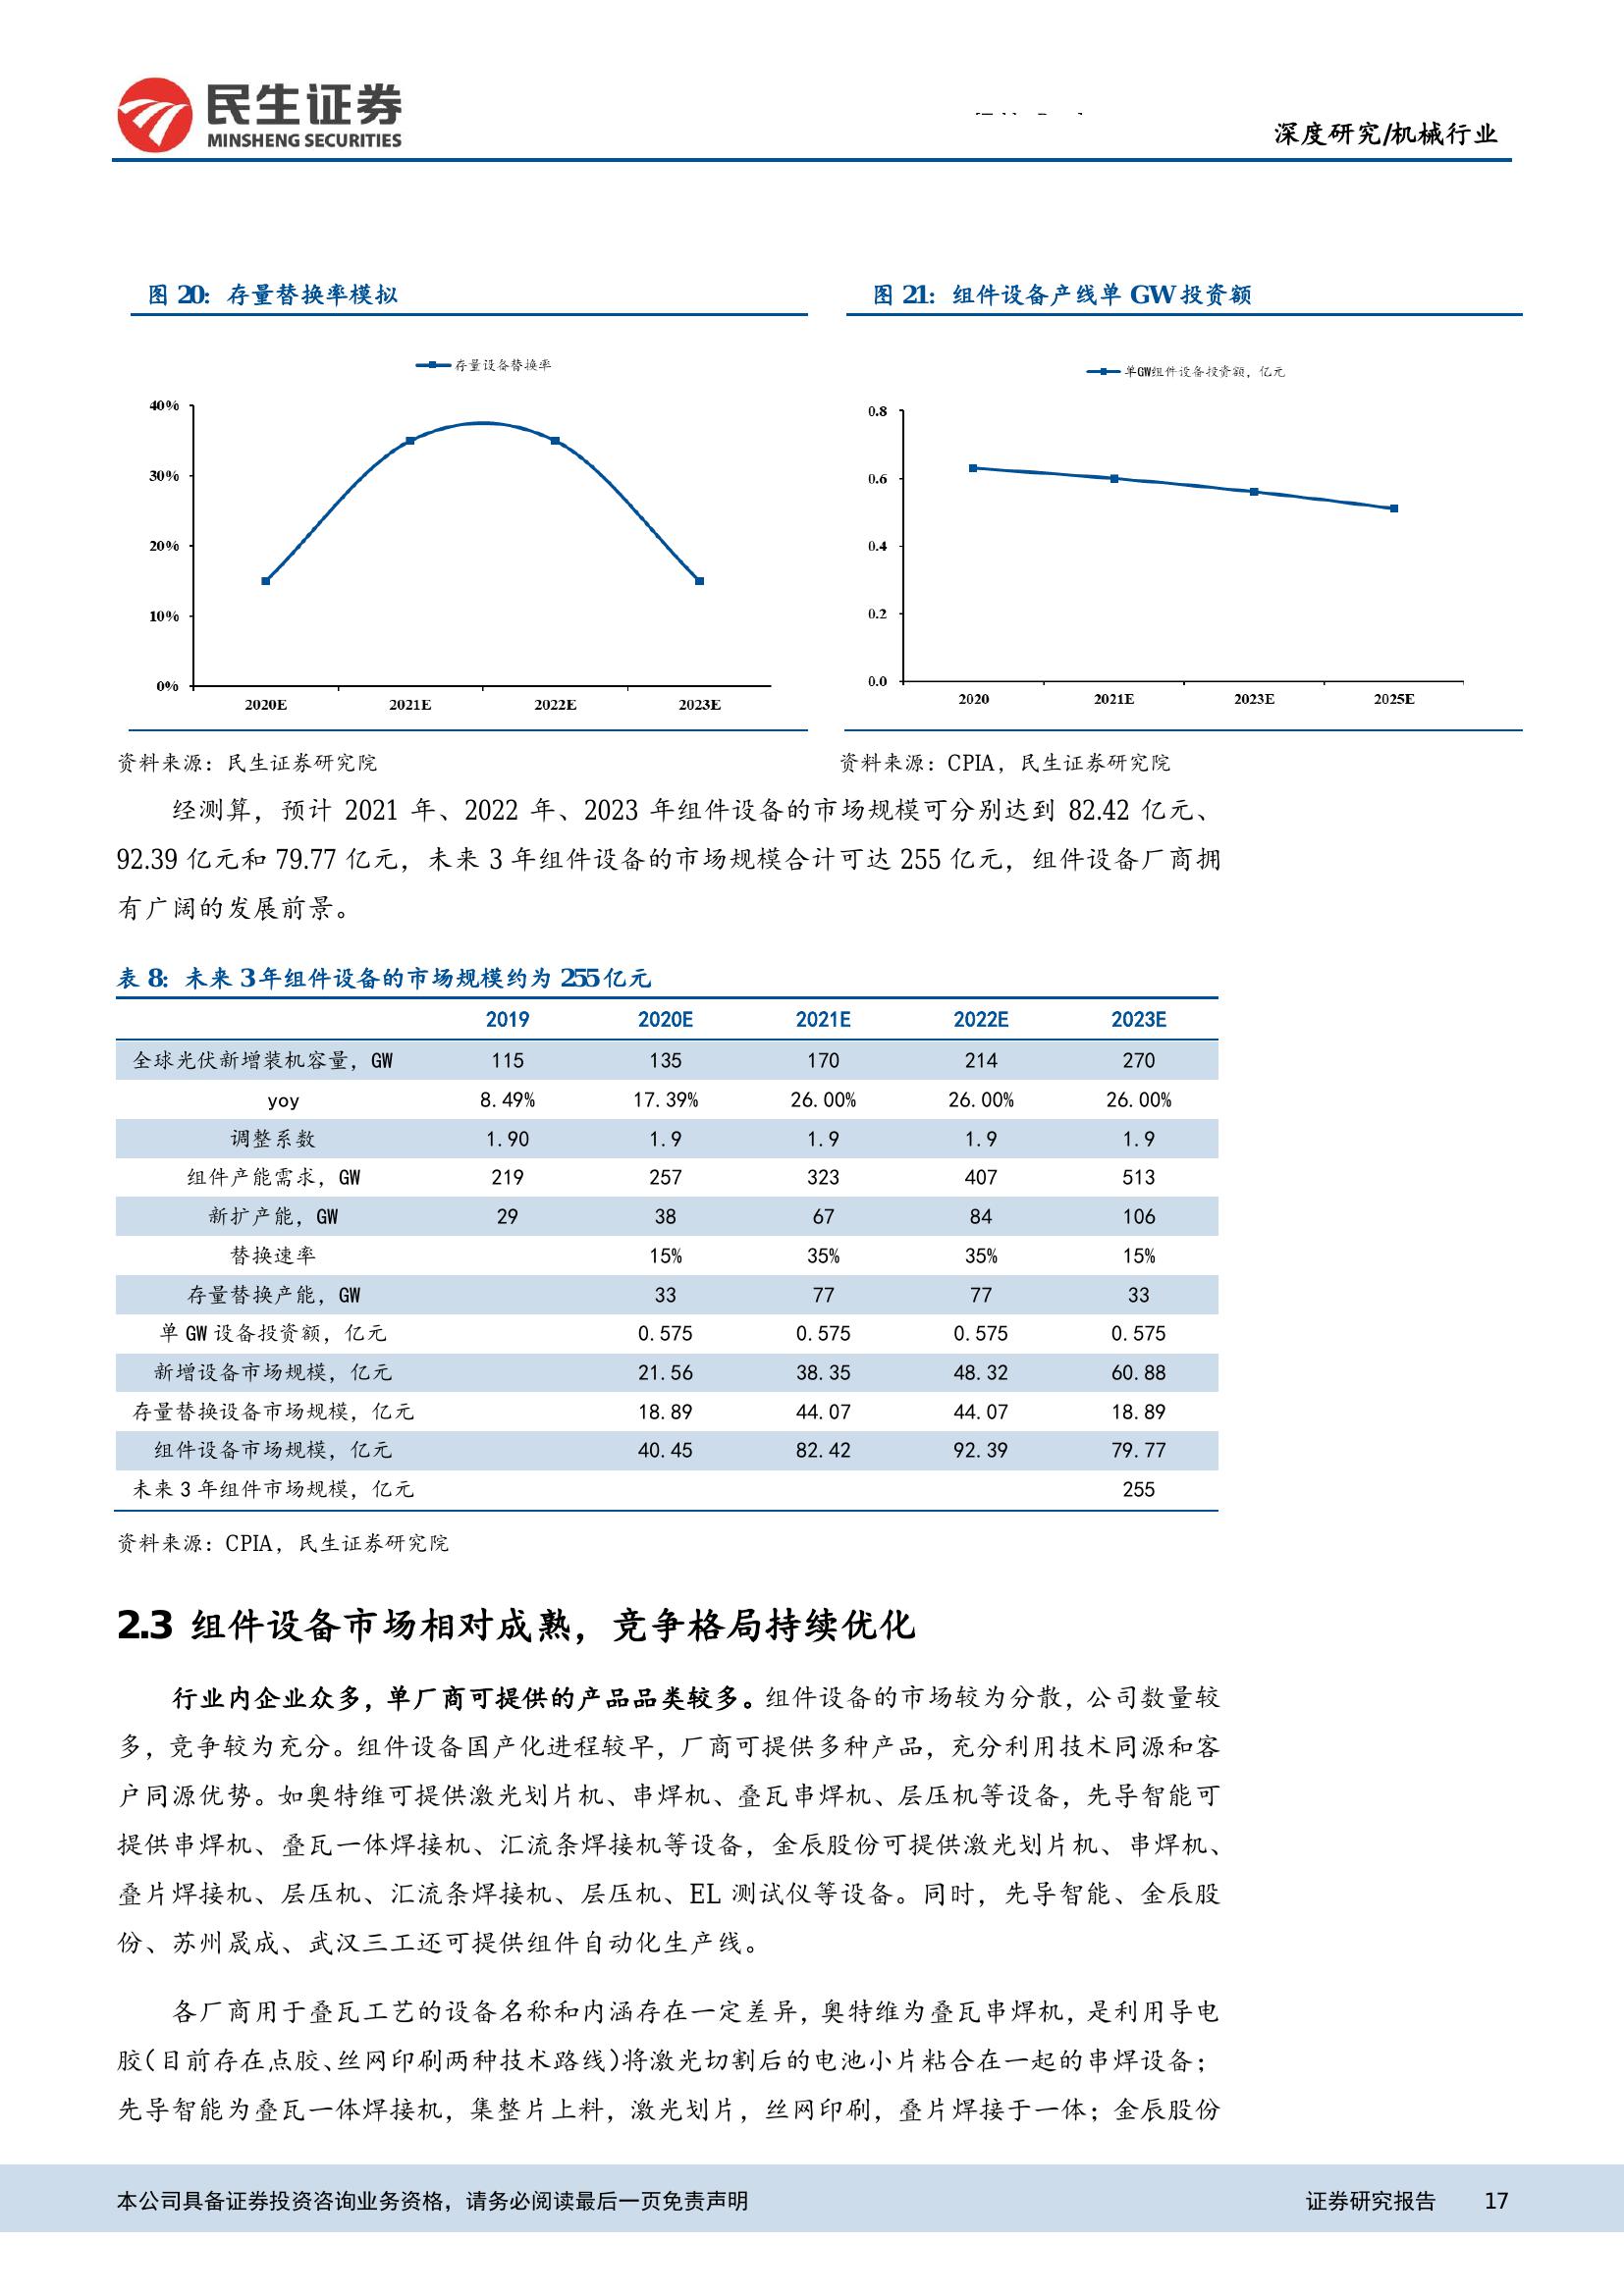 民生证券
MINSHENG SECURITIES
深度研究/机械行业
图 20：存量替换率模拟
存量设备替换率
40%
30%
20%
10%
0%
2020E 2021E 2022E 2023E
资料来源：民生证券研究院
图 21：组件设备产线单 GW 投资额
单GW组件设备投资额，亿元
0.8
0.6
0.4
0.2
0.0
2020 2021E 2023E 2025E
资料来源：CPIA，民生证券研究院
经测算，预计 2021 年、2022 年、2023 年组件设备的市场规模可分别达到 82.42 亿元、
92.39 亿元和 79.77 亿元，未来 3 年组件设备的市场规模合计可达 255 亿元，组件设备厂商拥
有广阔的发展前景。
表 8：未来 3 年组件设备的市场规模约为 255 亿元
2019 2020E 2021E 2022E 2023E
全球光伏新增装机容量，GW 115 135 170 214 270
yoy 8.49% 17.39% 26.00% 26.00% 26.00%
调整系数 1.90 1.9 1.9 1.9 1.9
组件产能需求，GW 219 257 323 407 513
新扩产能，GW 29 38 67 84 106
替换速率 15% 35% 35% 15%
存量替换产能，GW 33 77 77 33
单 GW 设备投资额，亿元 0.575 0.575 0.575 0.575
新增设备市场规模，亿元 21.56 38.35 48.32 60.88
存量替换设备市场规模，亿元 18.89 44.07 44.07 18.89
组件设备市场规模，亿元 40.45 82.42 92.39 79.77
未来 3 年组件市场规模，亿元 255
资料来源：CPIA，民生证券研究院
2.3 组件设备市场相对成熟，竞争格局持续优化
行业内企业众多，单厂商可提供的产品品类较多。组件设备的市场较为分散，公司数量较
多，竞争较为充分。组件设备国产化进程较早，厂商可提供多种产品，充分利用技术同源和客
户同源优势。如奥特维可提供激光划片机、串焊机、叠瓦串焊机、层压机等设备，先导智能可
提供串焊机、叠瓦一体焊接机、汇流条焊接机等设备，金辰股份可提供激光划片机、串焊机、
叠片焊接机、层压机、汇流条焊接机、层压机、EL 测试仪等设备。同时，先导智能、金辰股
份、苏州晟成、武汉三工还可提供组件自动化生产线。
各厂商用于叠瓦工艺的设备名称和内涵存在一定差异，奥特维为叠瓦串焊机，是利用导电
胶（目前存在点胶、丝网印刷两种技术路线）将激光切割后的电池小片粘合在一起的串焊设备；
先导智能为叠瓦一体焊接机，集整片上料，激光划片，丝网印刷，叠片焊接于一体；金辰股份
本公司具备证券投资咨询业务资格，请务必阅读最后一页免责声明 证券研究报告 17